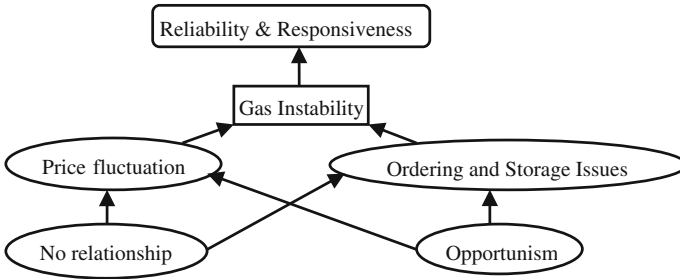 Reliability & Responsiveness
Gas Instability
Price fluctuation
Ordering and Storage Issues
No relationship
Opportunism